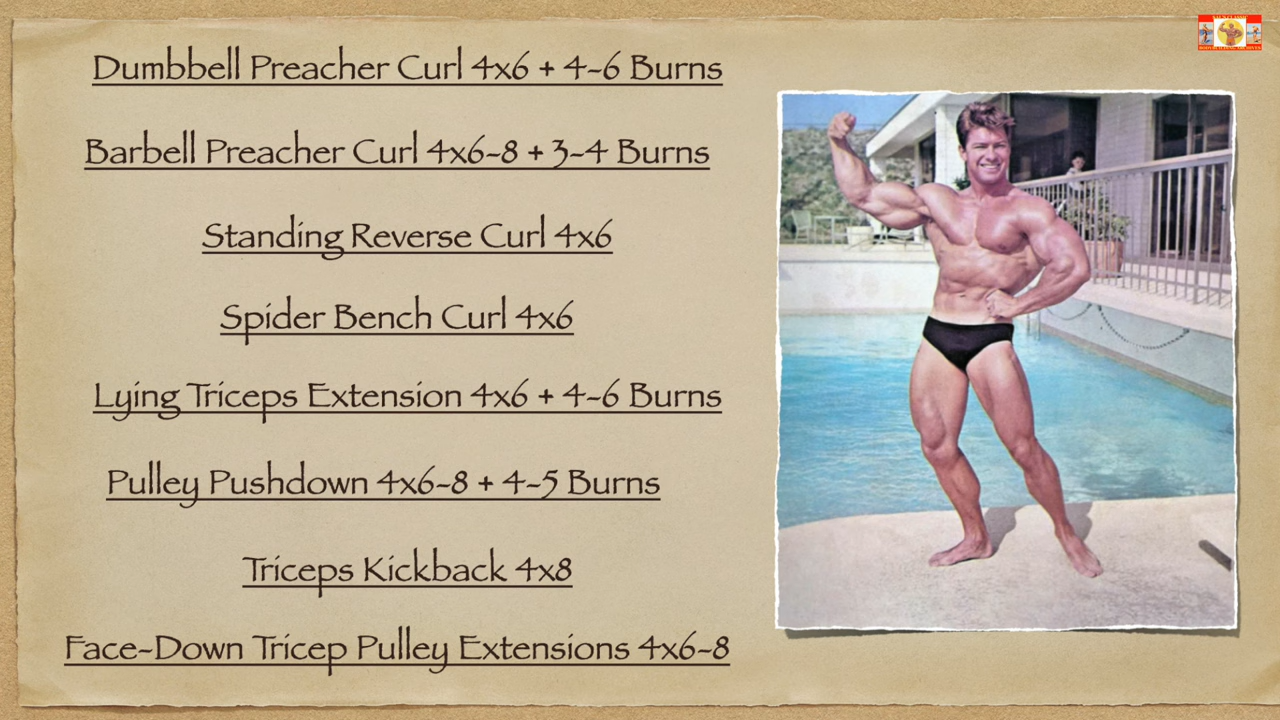 Dumbbell Preacher Curl 4x6 + 4-6 Burns
Barbell Preacher Curl 4x6-8 + 3-4 Burns
Standing Reverse Curl 4x6
Spider Bench Curl 4x6
Lying Triceps Extension 4x6 + 4-6 Burns
Pulley Pushdown 4x6-8 + 4-5 Burns
Triceps Kickback 4x8
Face-Down Tricep Pulley Extensions 4x6-8